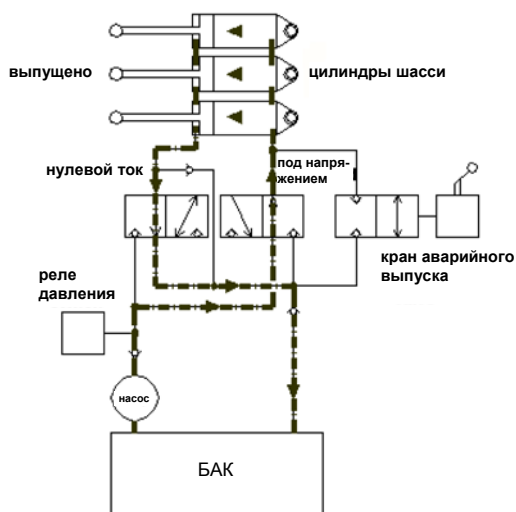 выпущено
цилиндры шасси
нулевой ток
под напря-
жением
кран аварийного
выпуска
реле
давления
насос
БАК